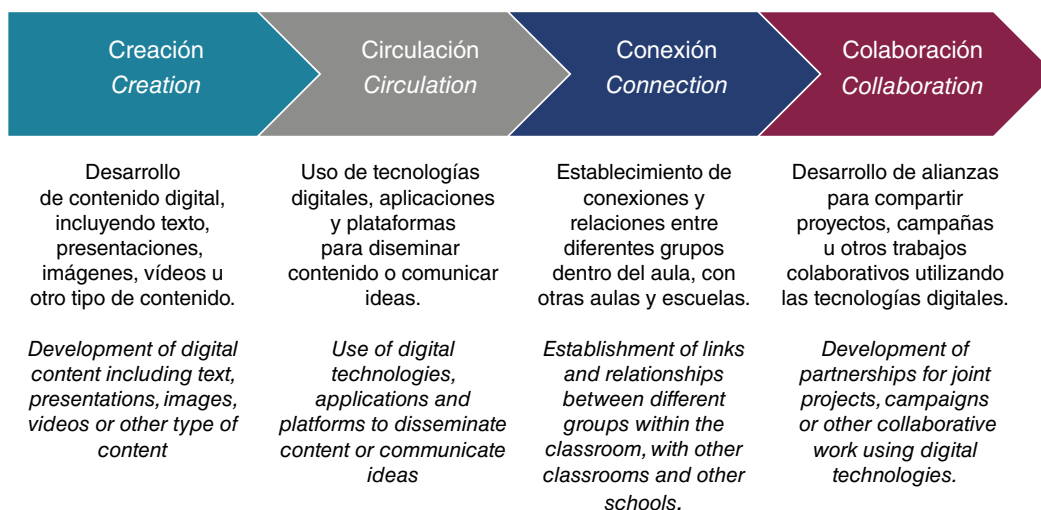 Creación
Creation
Desarrollo
de contenido digital,
incluyendo texto,
presentaciones,
imágenes, vídeos u
otro tipo de contenido.
Development of digital
content including text,
presentations, images,
videos or other type of
content
Circulación
Circulation
Uso de tecnologías
digitales, aplicaciones
y plataformas
para diseminar
contenido o comunicar
ideas.
Use of digital
technologies,
applications and
platforms to disseminate
content or communicate
ideas
Conexión
Connection
Establecimiento de
conexiones y
relaciones entre
diferentes grupos
dentro del aula, con
otras aulas y escuelas.
Establishment of links
and relationships
between different
groups within the
classroom, with other
classrooms and other
schools.
Colaboración
Collaboration
Desarrollo de alianzas
para compartir
proyectos, campañas
u otros trabajos
colaborativos utilizando
las tecnologías digitales.
Development of
partnerships for joint
projects, campaigns
or other collaborative
work using digital
technologies.